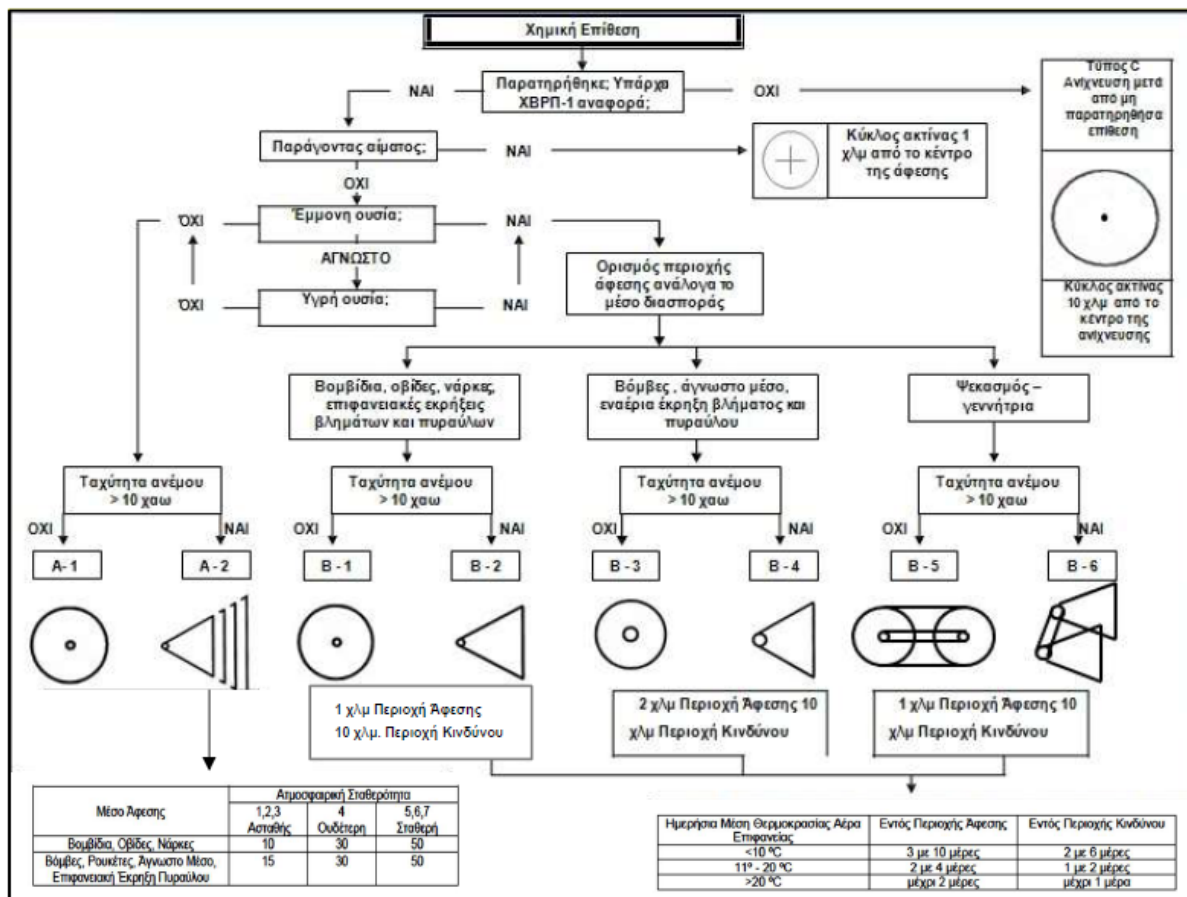 Χημική Επίθεση
Παρατηρήθηκε; Υπάρχει
ΧΒΡΠ-1 αναφορά;
ΝΑΙ
ΟΧΙ
Τύπος C
Ανίχνευση μετά
από μη
παρατηρηθήσα
επίθεση
Παράγοντας αίματος;
ΝΑΙ
Κύκλος ακτίνας 1
χλμ από το κέντρο
της άφεσης
ΟΧΙ
ΌΧΙ
Έμμονη ουσία;
ΝΑΙ
ΑΓΝΩΣΤΟ
ΌΧΙ
Υγρή ουσία;
ΝΑΙ
Ορισμός περιοχής
άφεσης ανάλογα το
μέσο διασποράς
Κύκλος ακτίνας
10 χλμ από το
κέντρο της
ανίχνευσης
Βομβίδια, οβίδες, νάρκες,
επιφανειακές εκρήξεις
βλημάτων και πυραύλων
Βόμβες , άγνωστο μέσο,
εναέρια έκρηξη βλήματος και
πυραύλου
Ψεκασμός –
γεννήτρια
Ταχύτητα ανέμου
> 10 χαω
Ταχύτητα ανέμου
> 10 χαω
Ταχύτητα ανέμου
> 10 χαω
Ταχύτητα ανέμου
> 10 χαω
ΟΧΙ
ΝΑΙ
ΟΧΙ
ΝΑΙ
ΟΧΙ
ΝΑΙ
ΟΧΙ
ΝΑΙ
A- 1
A - 2
B - 1
B - 2
B - 3
B - 4
B - 5
B - 6
1 χλμ Περιοχή Άφεσης
10 χλμ. Περιοχή Κινδύνου
2 χλμ Περιοχή Άφεσης 10
χλμ Περιοχή Κινδύνου
1 χλμ Περιοχή Άφεσης 10
χλμ Περιοχή Κινδύνου
Μέσο Άφεσης
Ατμοσφαιρική Σταθερότητα
1,2,3 Ασταθής
4 Ουδέτερη
5,6,7 Σταθερή
Βομβίδια, Οβίδες, Νάρκες 10 30 50
Βόμβες, Ρουκέτες, Άγνωστο Μέσο, 15 30 50
Επιφανειακή Έκρηξη Πυραύλου
Ημερήσια Μέση Θερμοκρασίας Αέρα Επιφανείας
Εντός Περιοχής Άφεσης
Εντός Περιοχής Κινδύνου
<10 ºC 3 με 10 μέρες 2 με 6 μέρες
11º - 20 ºC 2 με 4 μέρες 1 με 2 μέρες
>20 ºC μέχρι 2 μέρες μέχρι 1 μέρα